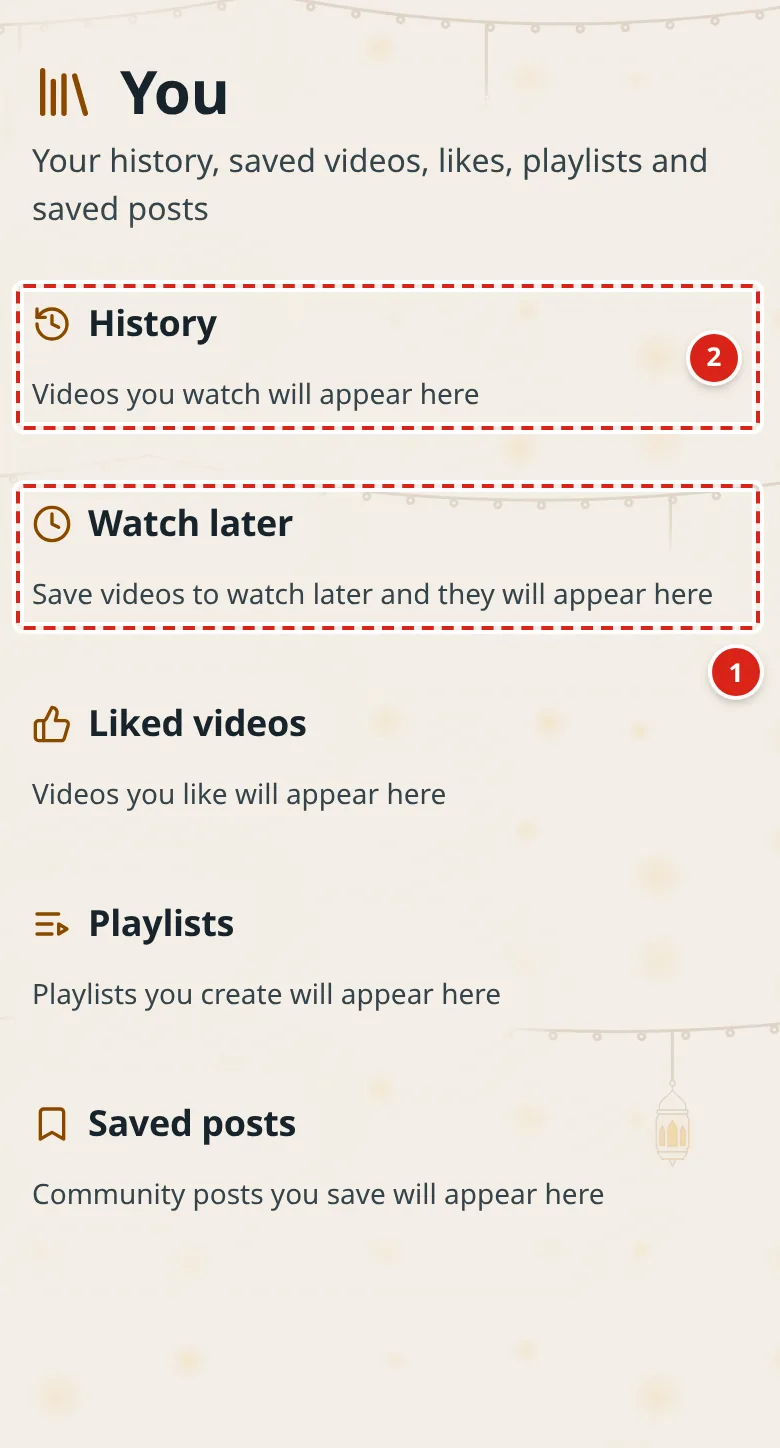 You
Your history, saved videos, likes, playlists and
saved posts
History
2
Videos you watch will appear here
Watch later
Save videos to watch later and they will appear here
1
Liked videos
Videos you like will appear here
Playlists
Playlists you create will appear here
Saved posts
Community posts you save will appear here